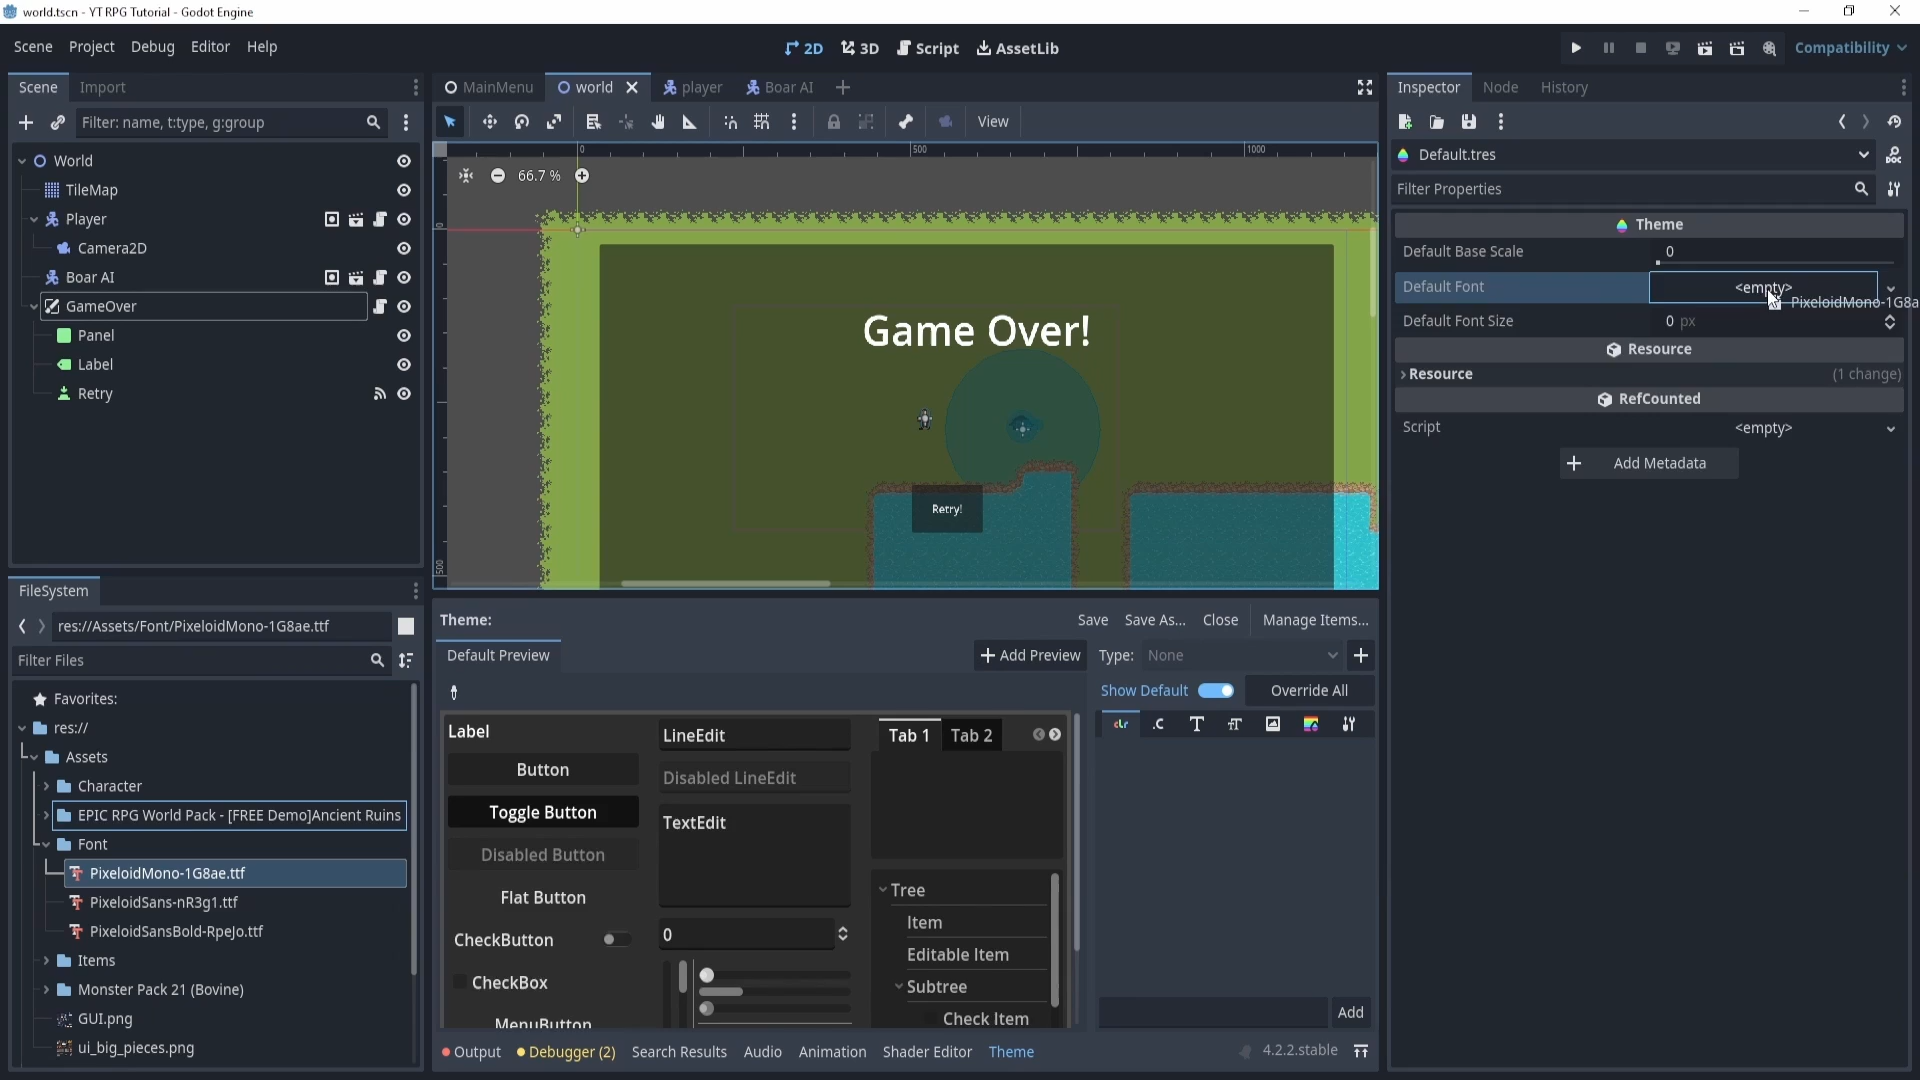 world.tscn - YT RPG Tutorial - Godot Engine
Scene Project Debug Editor Help
2D 3D Script AssetLib
Compatibility
Scene Import
Filter: name, t:type, g:group
World
TileMap
Player
Camera2D
Boar AI
GameOver
Panel
Label
Retry
FileSystem
res://Assets/Font/PixeloidMono-1G8ae.ttf
Filter Files
Favorites:
res://
Assets
Character
EPIC RPG World Pack - [FREE Demo]Ancient Ruins
Font
PixeloidMono-1G8ae.ttf
PixeloidSans-nR3g1.ttf
PixeloidSansBold-RpeJo.ttf
Items
Monster Pack 21 (Bovine)
GUI.png
ui_big_pieces.png
MainMenu world player Boar AI
View
0 500 1000
0
500
66.7 %
Game Over!
Retry!
Theme: Save Save As... Close Manage Items...
Default Preview Add Preview Type: None
Show Default Override All
Label
Button
Toggle Button
Disabled Button
Flat Button
CheckButton
CheckBox
MenuButton
LineEdit
Disabled LineEdit
TextEdit
0
Tab 1 Tab 2
Tree
Item
Editable Item
Subtree
Check Item
Add
Output Debugger (2) Search Results Audio Animation Shader Editor Theme 4.2.2.stable
Inspector Node History
Default.tres
Filter Properties
Theme
Default Base Scale 0
Default Font <empty>
PixeloidMono-1G8a
Default Font Size 0 px
Resource
Resource (1 change)
RefCounted
Script <empty>
Add Metadata